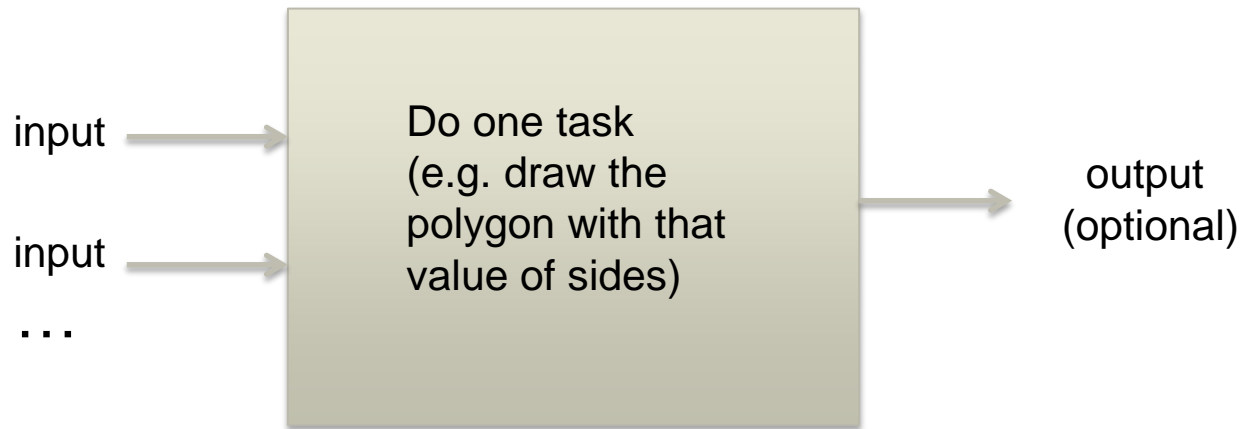 input
input
...
Do one task
(e.g. draw the
polygon with that
value of sides)
output
(optional)